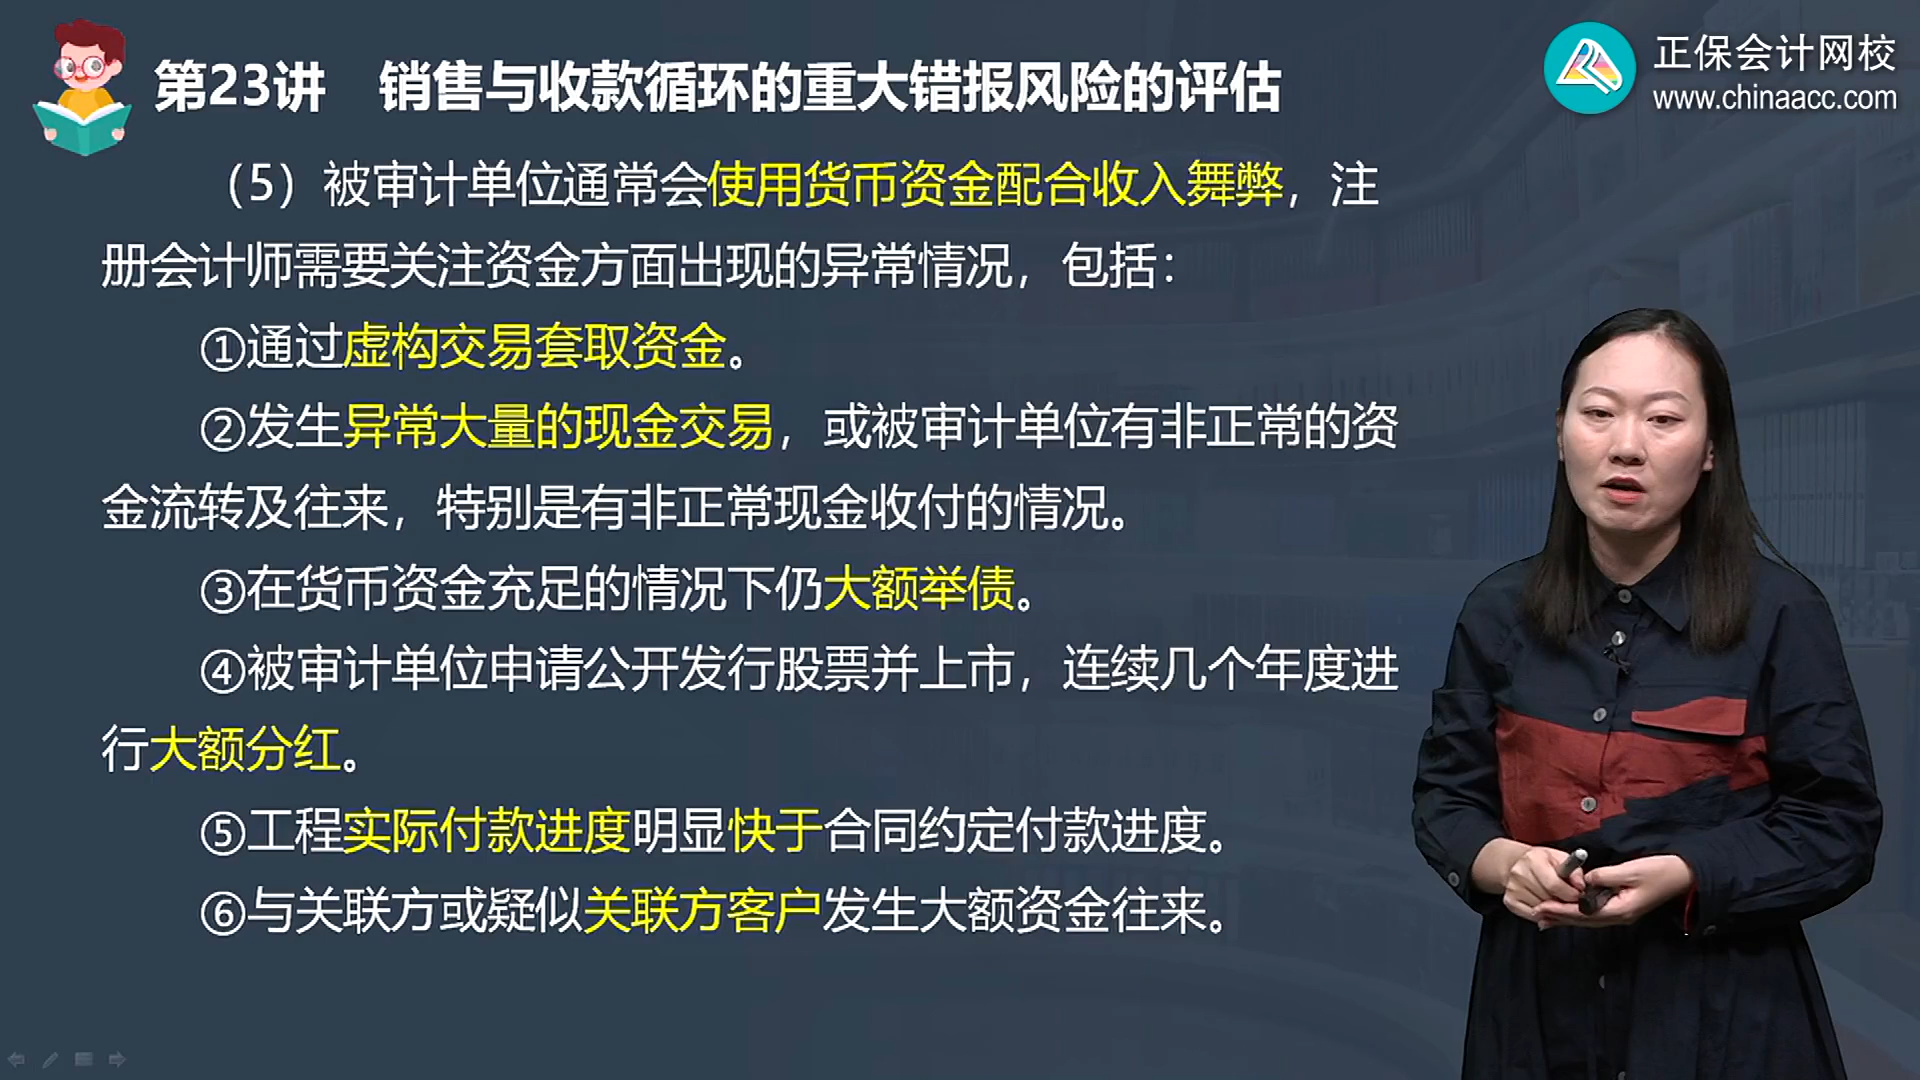 第23讲 销售与收款循环的重大错报风险的评估
正保会计网校
www.chinaacc.com
（5）被审计单位通常会使用货币资金配合收入舞弊，注
册会计师需要关注资金方面出现的异常情况，包括：
①通过虚构交易套取资金。
②发生异常大量的现金交易，或被审计单位有非正常的资
金流转及往来，特别是有非正常现金收付的情况。
③在货币资金充足的情况下仍大额举债。
④被审计单位申请公开发行股票并上市，连续几个年度进
行大额分红。
⑤工程实际付款进度明显快于合同约定付款进度。
⑥与关联方或疑似关联方客户发生大额资金往来。